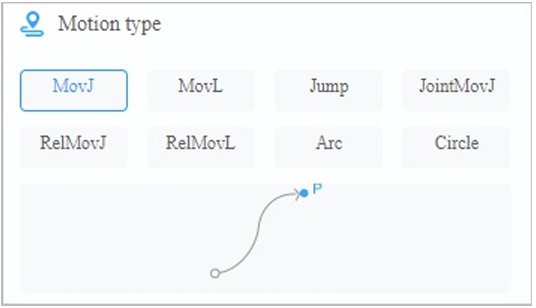 Motion type
MovJ MovL Jump JointMovJ
RelMovJ RelMovL Arc Circle
P